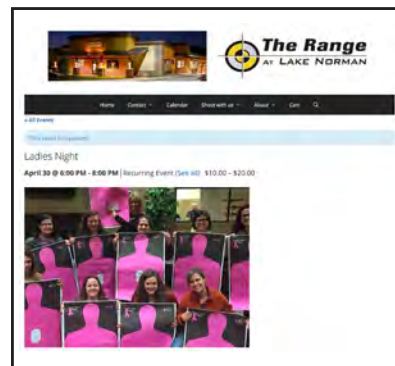 The Range
AT LAKE NORMAN
Home Contact Calendar Shoot with us About Cart
« All Events
This event has passed.
Ladies Night
April 30 @ 6:00 PM - 8:00 PM | Recurring Event (See all) $10.00 – $20.00